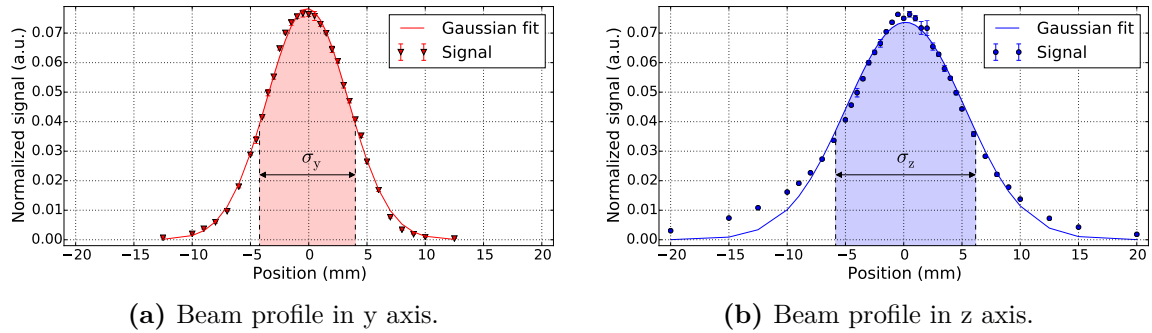 0.07
0.06
0.05
0.04
0.03
0.02
0.01
0.00
Normalized signal (a.u.)
Gaussian fit
Signal
σy
−20 −15 −10 −5 0 5 10 15 20
Position (mm)
(a) Beam profile in y axis.
0.07
0.06
0.05
0.04
0.03
0.02
0.01
0.00
Normalized signal (a.u.)
Gaussian fit
Signal
σz
−20 −15 −10 −5 0 5 10 15 20
Position (mm)
(b) Beam profile in z axis.